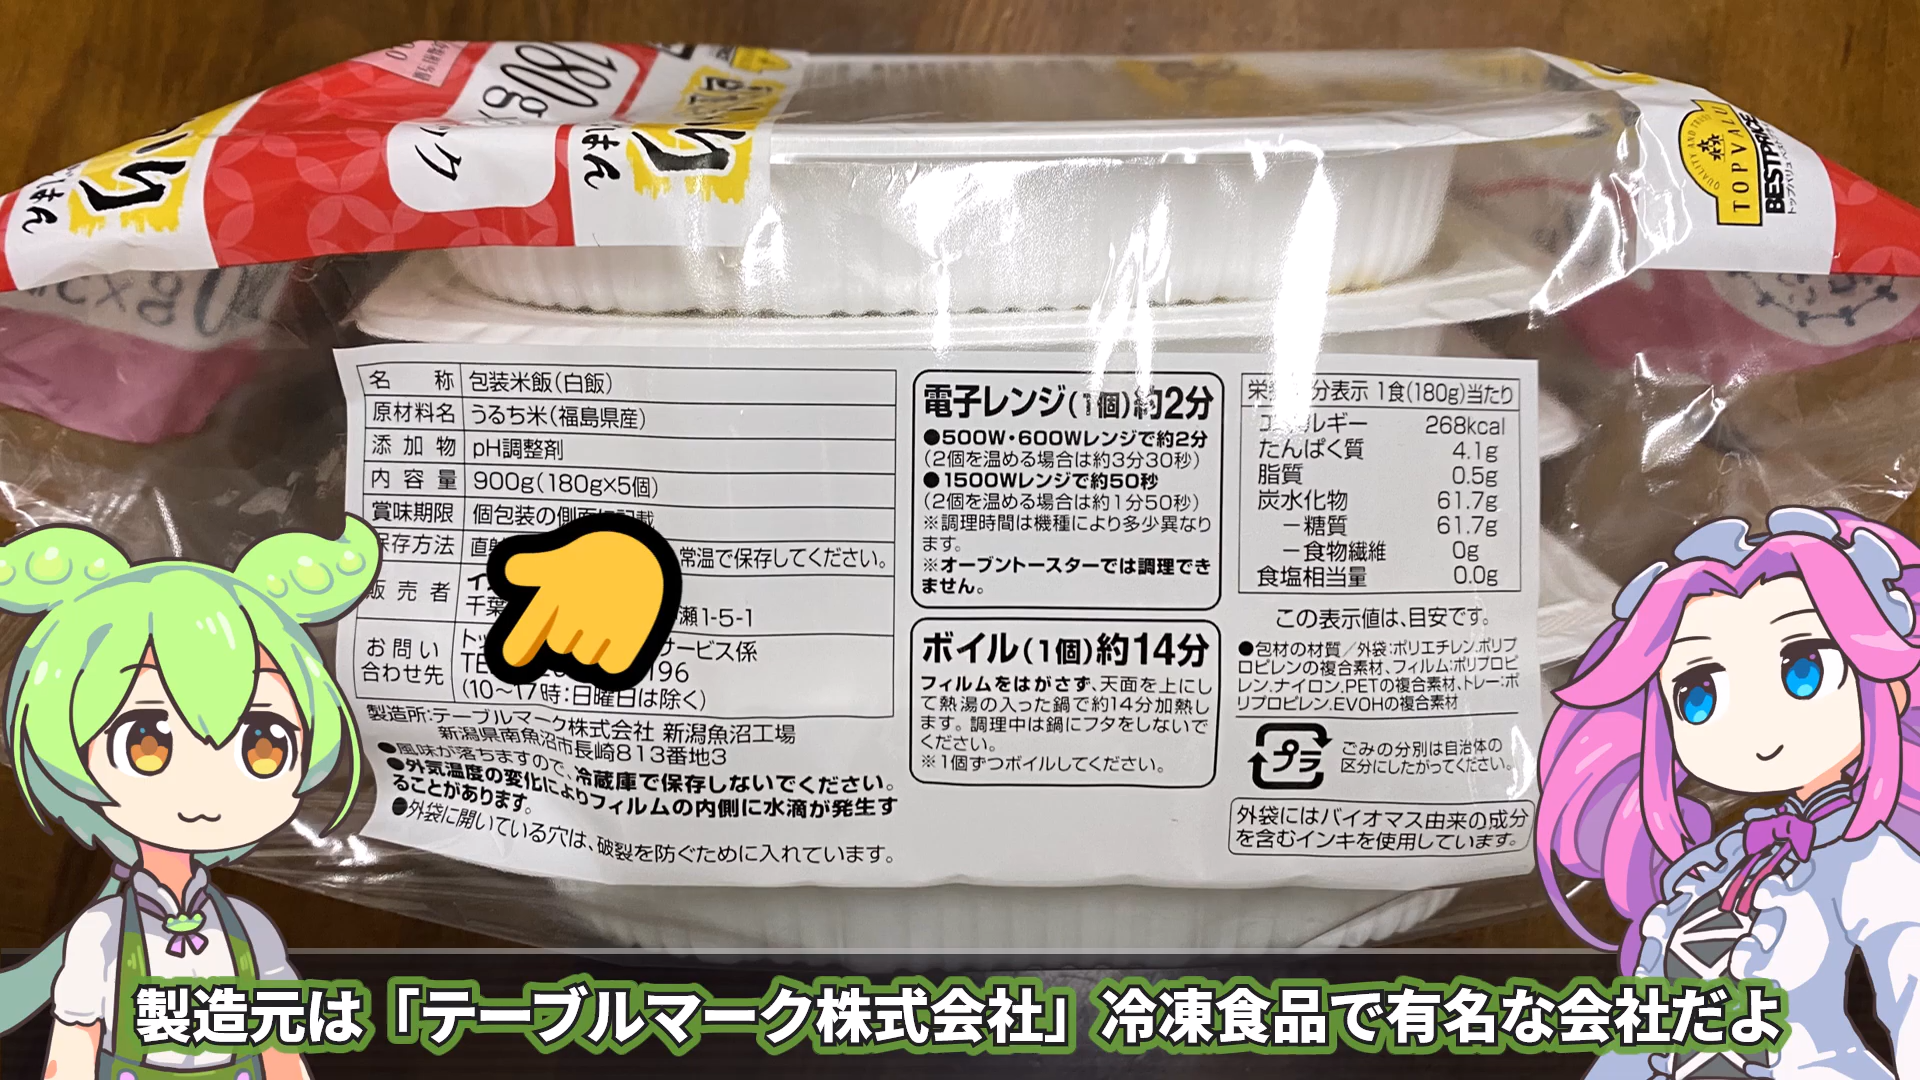 180g
パック
ごはん
TOPVALU
BESTPRICE
トップバリュ
名称 包装米飯(白飯)
原材料名 うるち米(福島県産)
添加物 pH調整剤
内容量 900g(180g×5個)
賞味期限 個包装の側面に記載
保存方法 直射 常温で保存してください。
販売者
千葉 瀬1-5-1
お問い合わせ先 サービス係
196
(10~17時:日曜日は除く)
製造所:テーブルマーク株式会社 新潟魚沼工場
新潟県南魚沼市長崎813番地3
●風味が落ちますので、冷蔵庫で保存しないでください。
●外気温度の変化によりフィルムの内側に水滴が発生す
ることがあります。
●外袋に開いている穴は、破裂を防ぐために入れています。
電子レンジ(1個)約2分
●500W・600Wレンジで約2分
(2個を温める場合は約3分30秒)
●1500Wレンジで約50秒
(2個を温める場合は約1分50秒)
※調理時間は機種により多少異なり
ます。
※オーブントースターでは調理でき
ません。
ボイル(1個)約14分
フィルムをはがさず、天面を上にし
て熱湯の入った鍋で約14分加熱し
ます。調理中は鍋にフタをしないで
ください。
※1個ずつボイルしてください。
栄養成分表示 1食(180g)当たり
エネルギー 268kcal
たんぱく質 4.1g
脂質 0.5g
炭水化物 61.7g
－糖質 61.7g
－食物繊維 0g
食塩相当量 0.0g
この表示値は、目安です。
●包材の材質／外袋:ポリエチレン.ポリプ
ロピレンの複合素材、フィルム:ポリプロピ
レン.ナイロン.PETの複合素材、トレー:ポ
リプロピレン.EVOHの複合素材
プラ
ごみの分別は自治体の
区分にしたがってください。
外袋にはバイオマス由来の成分
を含むインキを使用しています。
製造元は「テーブルマーク株式会社」冷凍食品で有名な会社だよ